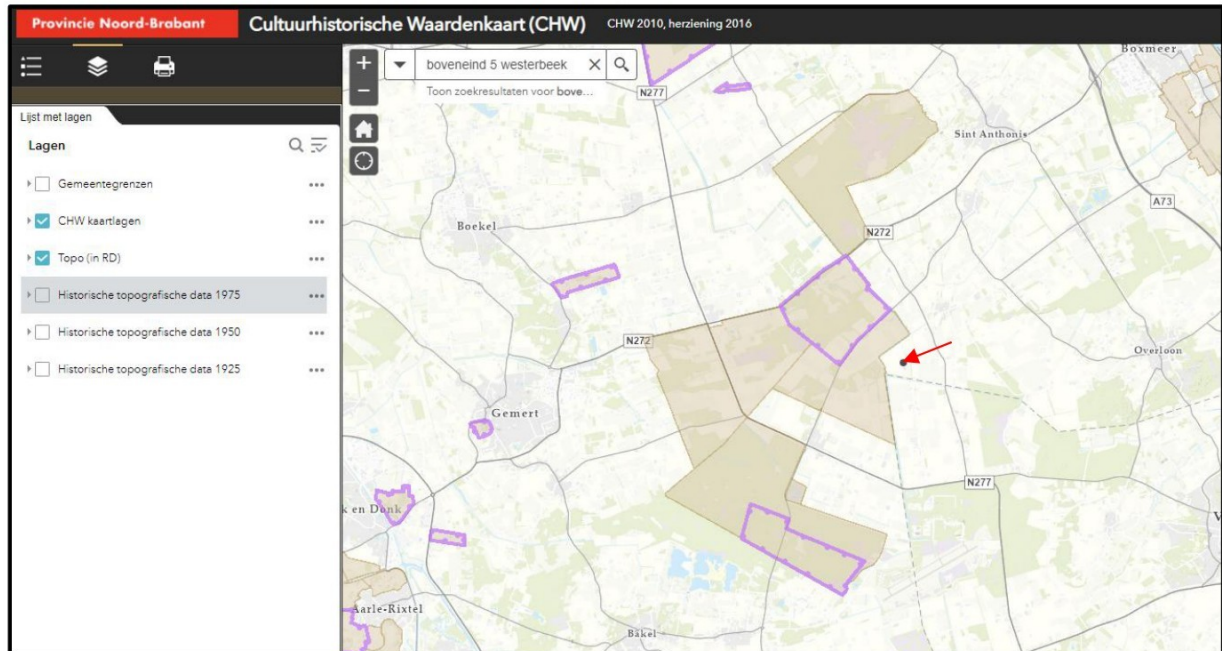 Provincie Noord-Brabant
Cultuurhistorische Waardenkaart (CHW)
CHW 2010, herziening 2016
Lijst met lagen
Lagen
Gemeentegrenzen
CHW kaartlagen
Topo (in RD)
Historische topografische data 1975
Historische topografische data 1950
Historische topografische data 1925
boveneind 5 westerbeek
Toon zoekresultaten voor bove...
N277
Boxmeer
Sint Anthonis
A73
Boekel
N272
N272
Overloon
Gemert
N277
k en Donk
V
Aarle-Rixtel
Bakel